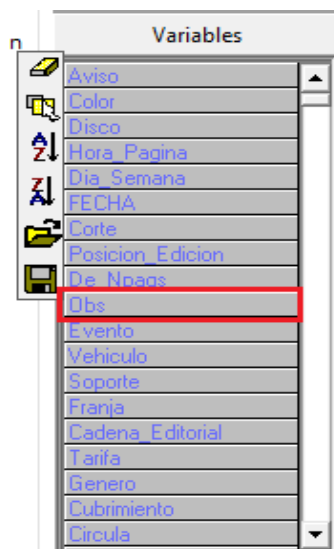 n
Variables
Aviso
Color
Disco
Hora_Pagina
Dia_Semana
FECHA
Corte
Posicion_Edicion
De_Npags
Obs
Evento
Vehiculo
Soporte
Franja
Cadena_Editorial
Tarifa
Genero
Cubrimiento
Circula
A
Z
Z
A